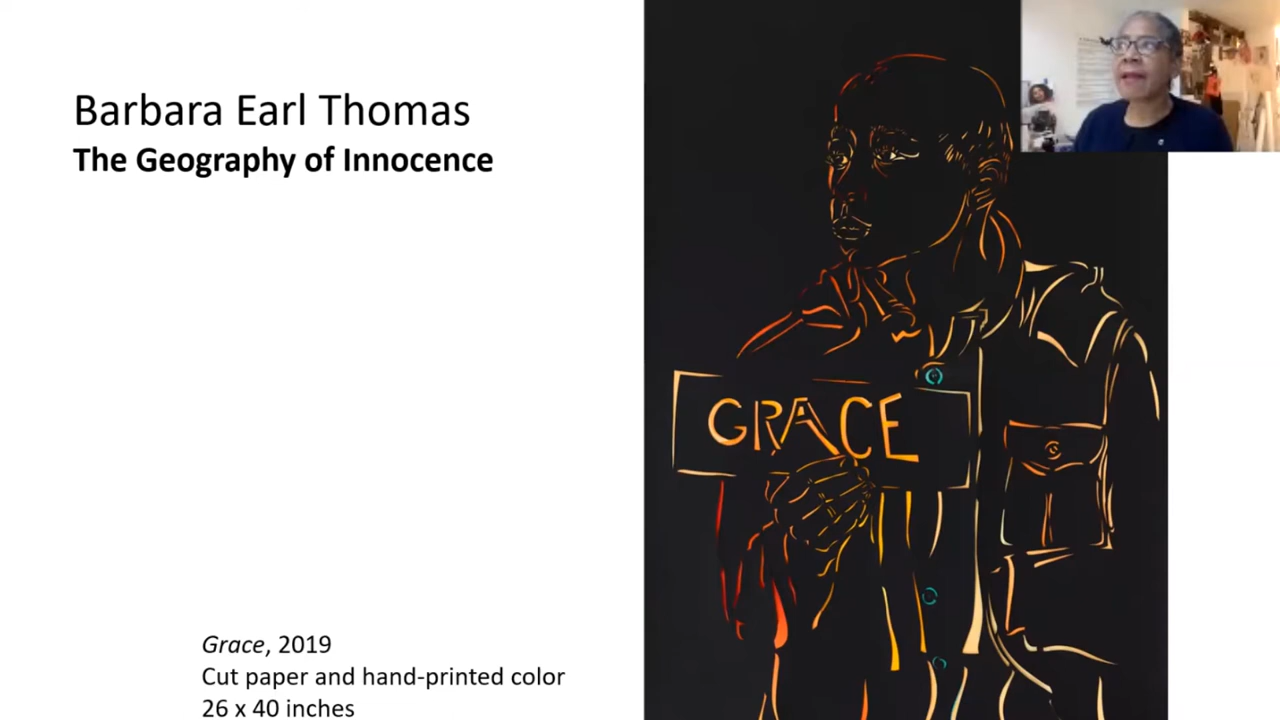 Barbara Earl Thomas
The Geography of Innocence
GRACE
Grace, 2019
Cut paper and hand-printed color
26 x 40 inches